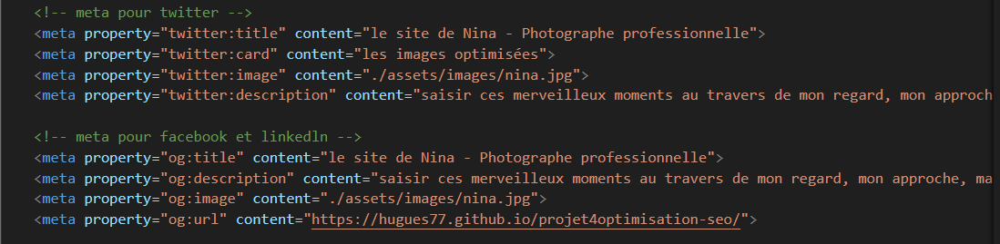 <!-- meta pour twitter -->
<meta property="twitter:title" content="le site de Nina - Photographe professionnelle">
<meta property="twitter:card" content="les images optimisées">
<meta property="twitter:image" content="./assets/images/nina.jpg">
<meta property="twitter:description" content="saisir ces merveilleux moments au travers de mon regard, mon approch
<!-- meta pour facebook et linkedln -->
<meta property="og:title" content="le site de Nina - Photographe professionnelle">
<meta property="og:description" content="saisir ces merveilleux moments au travers de mon regard, mon approche, ma
<meta property="og:image" content="./assets/images/nina.jpg">
<meta property="og:url" content="https://hugues77.github.io/projet4optimisation-seo/">